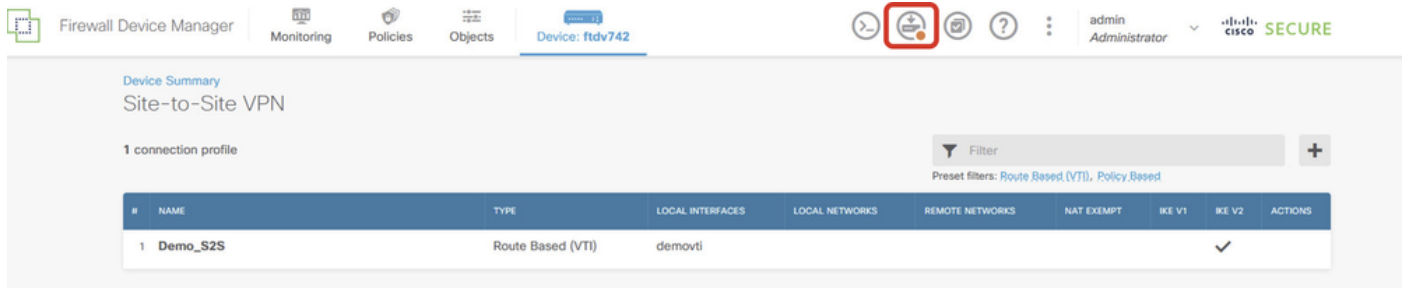 Firewall Device Manager
Monitoring
Policies
Objects
Device: ftdv742
admin
Administrator
cisco SECURE
Device Summary
Site-to-Site VPN
1 connection profile
Filter
Preset filters: Route Based (VTI), Policy Based
# NAME TYPE LOCAL INTERFACES LOCAL NETWORKS REMOTE NETWORKS NAT EXEMPT IKE V1 IKE V2 ACTIONS
1 Demo_S2S Route Based (VTI) demovti